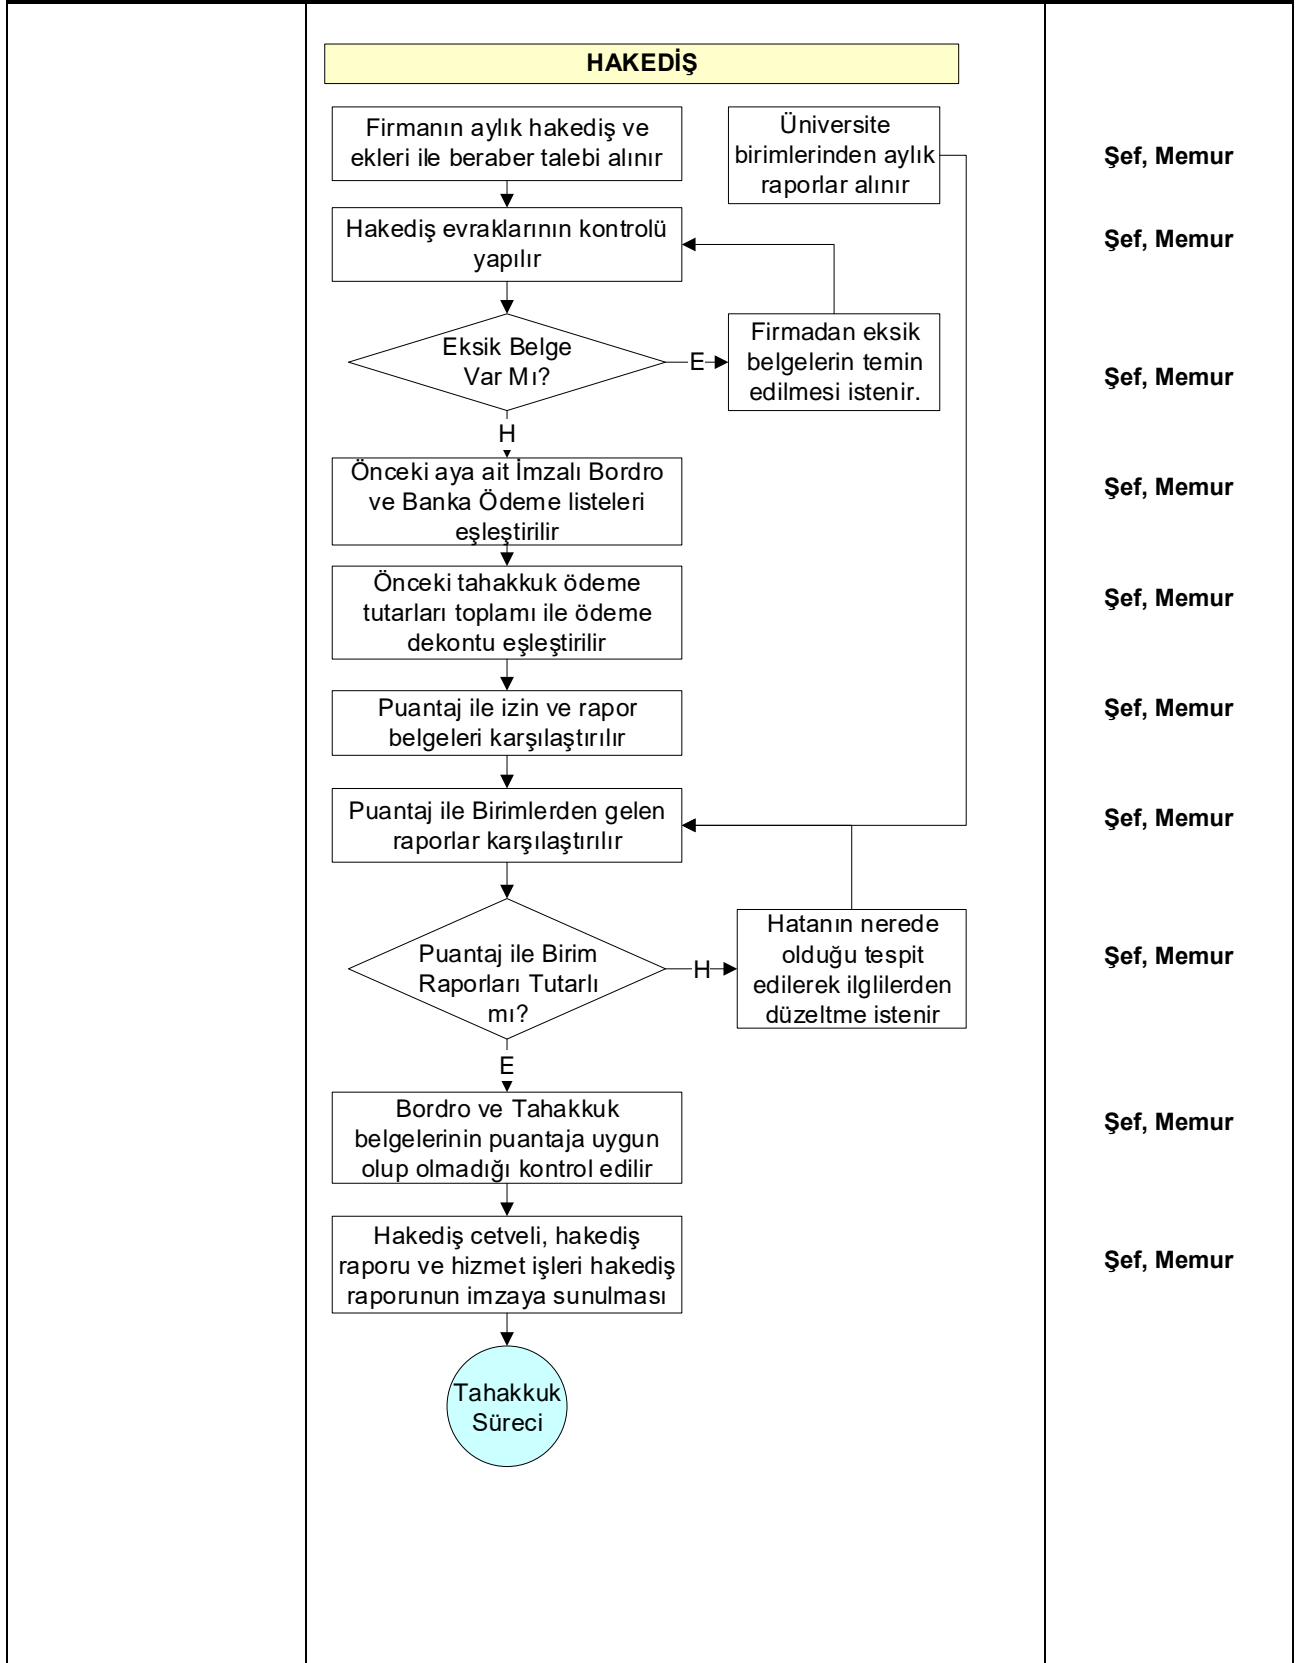 HAKEDİŞ
Firmanın aylık hakediş ve
ekleri ile beraber talebi alınır
Üniversite
birimlerinden aylık
raporlar alınır
Şef, Memur
Hakediş evraklarının kontrolü
yapılır
Şef, Memur
Eksik Belge
Var Mı?
E
Firmadan eksik
belgelerin temin
edilmesi istenir.
Şef, Memur
H
Önceki aya ait İmzalı Bordro
ve Banka Ödeme listeleri
eşleştirilir
Şef, Memur
Önceki tahakkuk ödeme
tutarları toplamı ile ödeme
dekontu eşleştirilir
Şef, Memur
Puantaj ile izin ve rapor
belgeleri karşılaştırılır
Şef, Memur
Puantaj ile Birimlerden gelen
raporlar karşılaştırılır
Şef, Memur
Puantaj ile Birim
Raporları Tutarlı
mı?
H
Hatanın nerede
olduğu tespit
edilerek ilglilerden
düzeltme istenir
Şef, Memur
E
Bordro ve Tahakkuk
belgelerinin puantaja uygun
olup olmadığı kontrol edilir
Şef, Memur
Hakediş cetveli, hakediş
raporu ve hizmet işleri hakediş
raporunun imzaya sunulması
Şef, Memur
Tahakkuk
Süreci